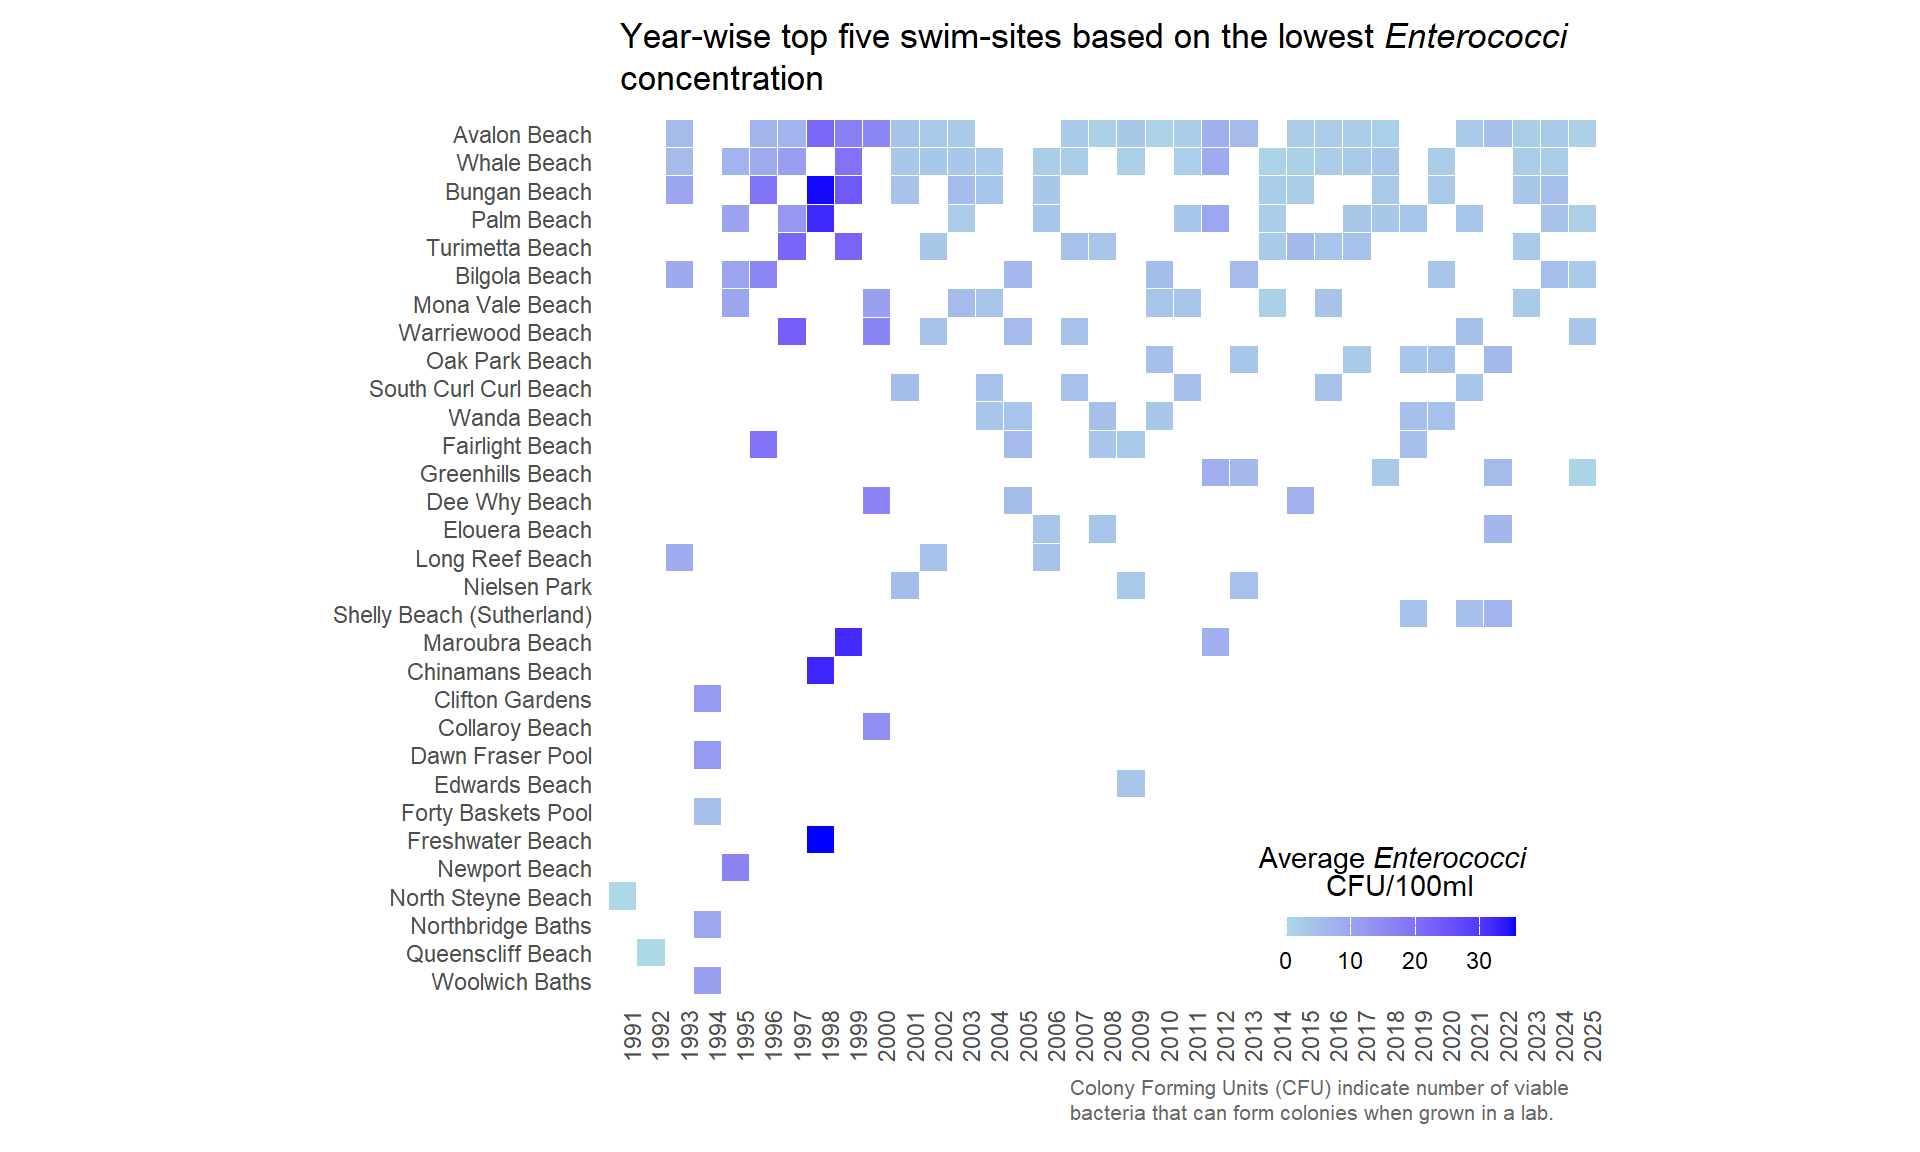 Year-wise top five swim-sites based on the lowest Enterococci
concentration
Avalon Beach
Whale Beach
Bungan Beach
Palm Beach
Turimetta Beach
Bilgola Beach
Mona Vale Beach
Warriewood Beach
Oak Park Beach
South Curl Curl Beach
Wanda Beach
Fairlight Beach
Greenhills Beach
Dee Why Beach
Elouera Beach
Long Reef Beach
Nielsen Park
Shelly Beach (Sutherland)
Maroubra Beach
Chinamans Beach
Clifton Gardens
Collaroy Beach
Dawn Fraser Pool
Edwards Beach
Forty Baskets Pool
Freshwater Beach
Newport Beach
North Steyne Beach
Northbridge Baths
Queenscliff Beach
Woolwich Baths
Average Enterococci
CFU/100ml
0 10 20 30
1991 1992 1993 1994 1995 1996 1997 1998 1999 2000 2001 2002 2003 2004 2005 2006 2007 2008 2009 2010 2011 2012 2013 2014 2015 2016 2017 2018 2019 2020 2021 2022 2023 2024 2025
Colony Forming Units (CFU) indicate number of viable
bacteria that can form colonies when grown in a lab.